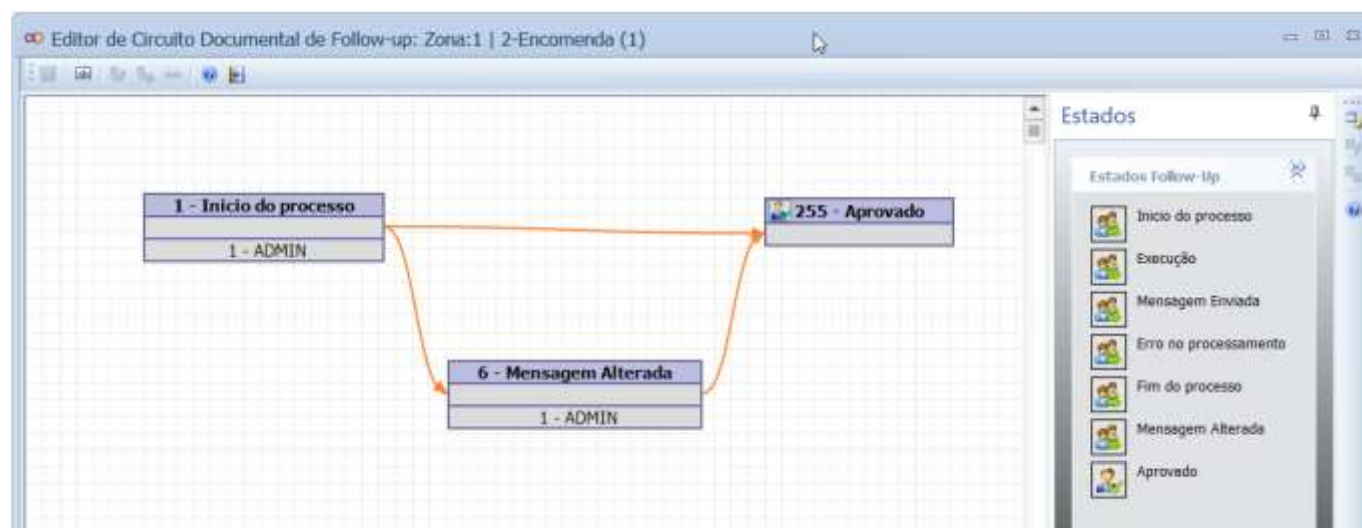 Editor de Circuito Documental de Follow-up: Zona:1 | 2-Encomenda (1)
Estados
Estados Follow-Up
1 - Inicio do processo
1 - ADMIN
255 - Aprovado
6 - Mensagem Alterada
1 - ADMIN
Inicio do processo
Execução
Mensagem Enviada
Erro no processamento
Fim do processo
Mensagem Alterada
Aprovado